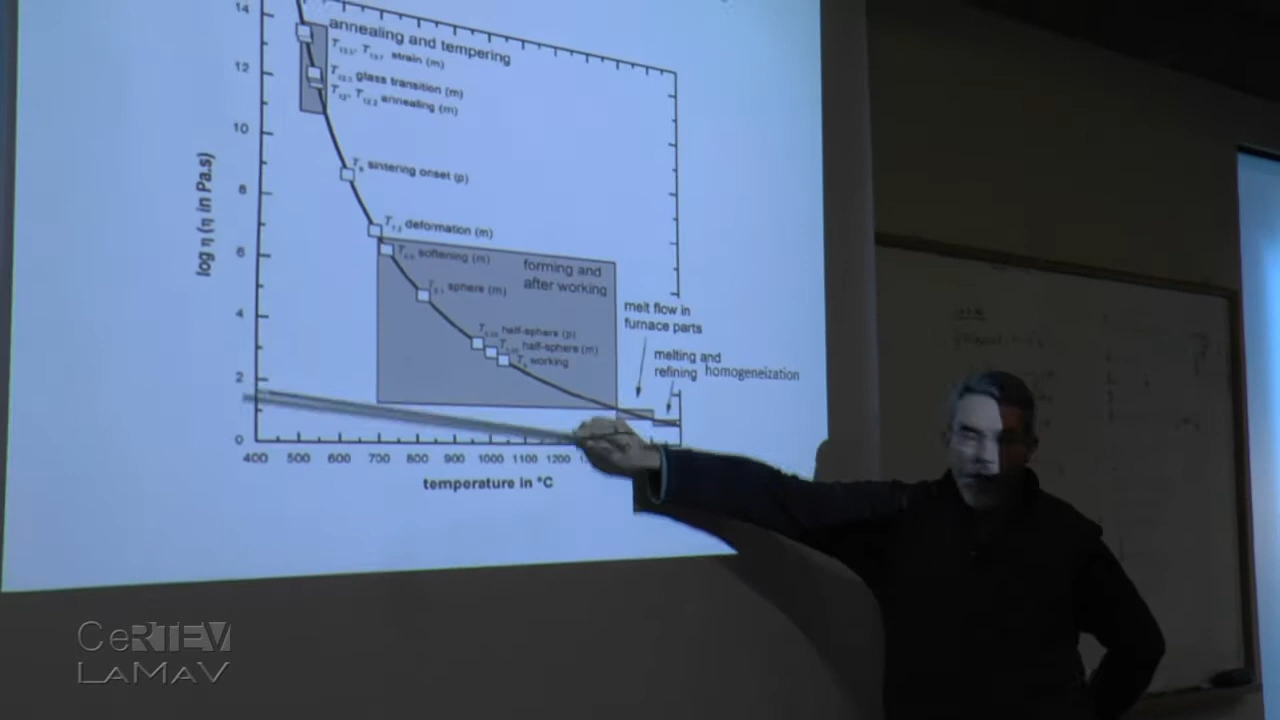 14
annealing and tempering
strain (m)
12
glass transition (m)
annealing (m)
10
sintering onset (p)
8
deformation (m)
6
softening (m)
forming and
after working
sphere (m)
melt flow in
furnace parts
4
half-sphere (p)
half-sphere (m)
working
melting and
refining homogeneization
2
0
log η (η in Pa.s)
400 500 600 700 800 900 1000 1100 1200
temperature in °C
CeRTEV
LaMaV